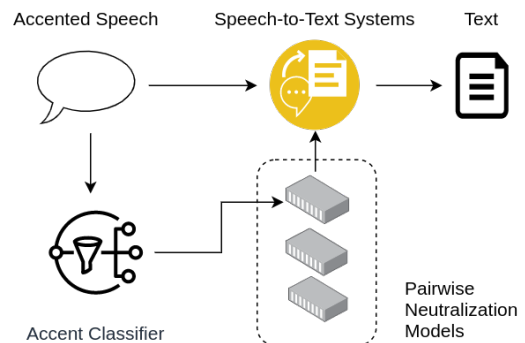 Accented Speech
Speech-to-Text Systems
Text
Accent Classifier
Pairwise
Neutralization
Models